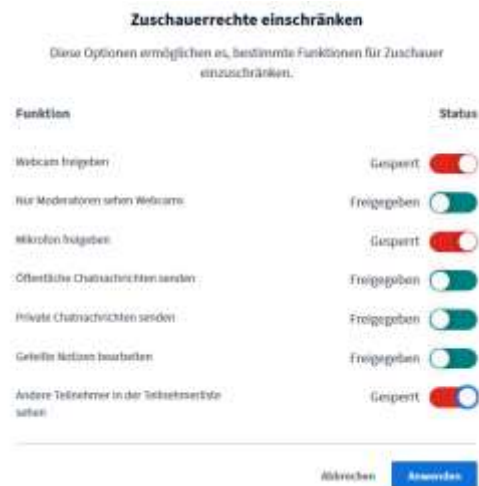 Zuschauerrechte einschränken
Diese Optionen ermöglichen es, bestimmte Funktionen für Zuschauer
einzuschränken.
Funktion Status
Webcam freigeben Gesperrt
Nur Moderatoren sehen Webcams Freigegeben
Mikrofon freigeben Gesperrt
Öffentliche Chatnachrichten senden Freigegeben
Private Chatnachrichten senden Freigegeben
Geteilte Notizen bearbeiten Freigegeben
Andere Teilnehmer in der Teilnehmerliste Gesperrt
sehen
Abbrechen Anwenden